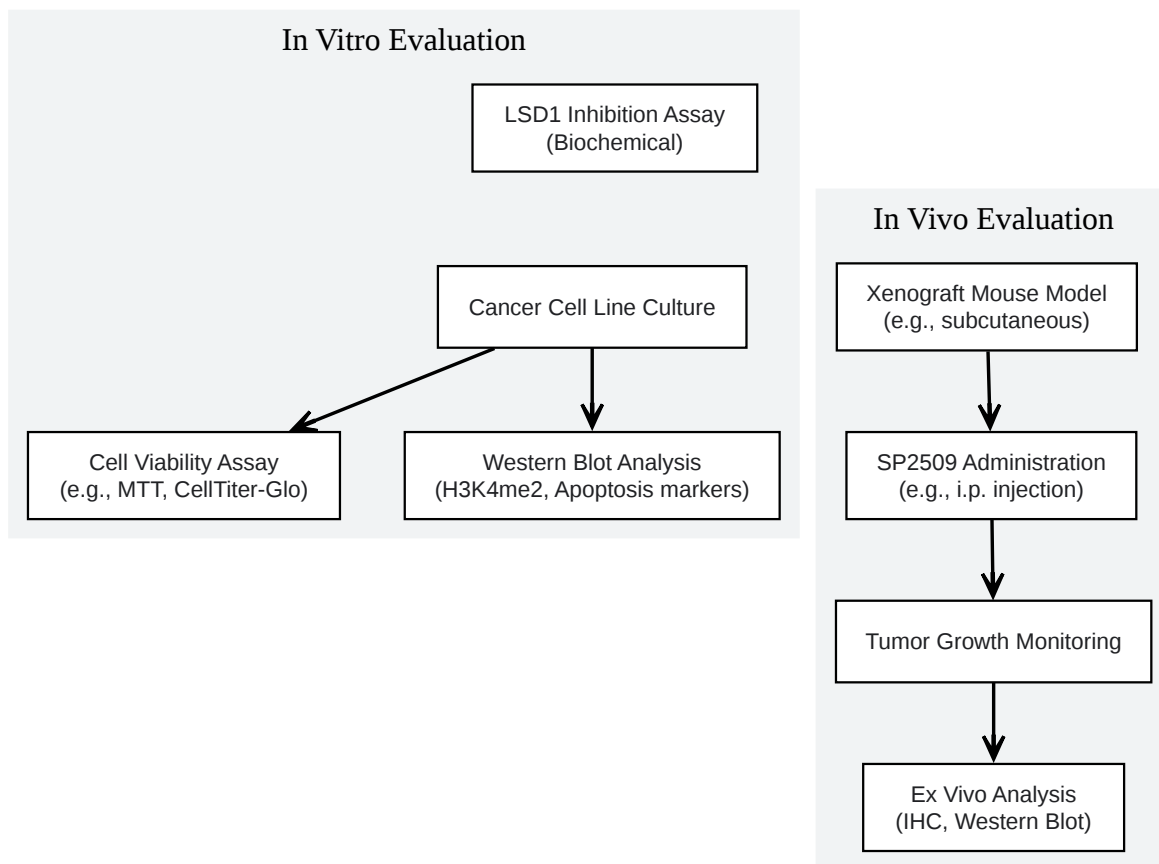 In Vitro Evaluation
LSD1 Inhibition Assay
(Biochemical)
Cancer Cell Line Culture
Cell Viability Assay
(e.g., MTT, CellTiter-Glo)
Western Blot Analysis
(H3K4me2, Apoptosis markers)
In Vivo Evaluation
Xenograft Mouse Model
(e.g., subcutaneous)
SP2509 Administration
(e.g., i.p. injection)
Tumor Growth Monitoring
Ex Vivo Analysis
(IHC, Western Blot)